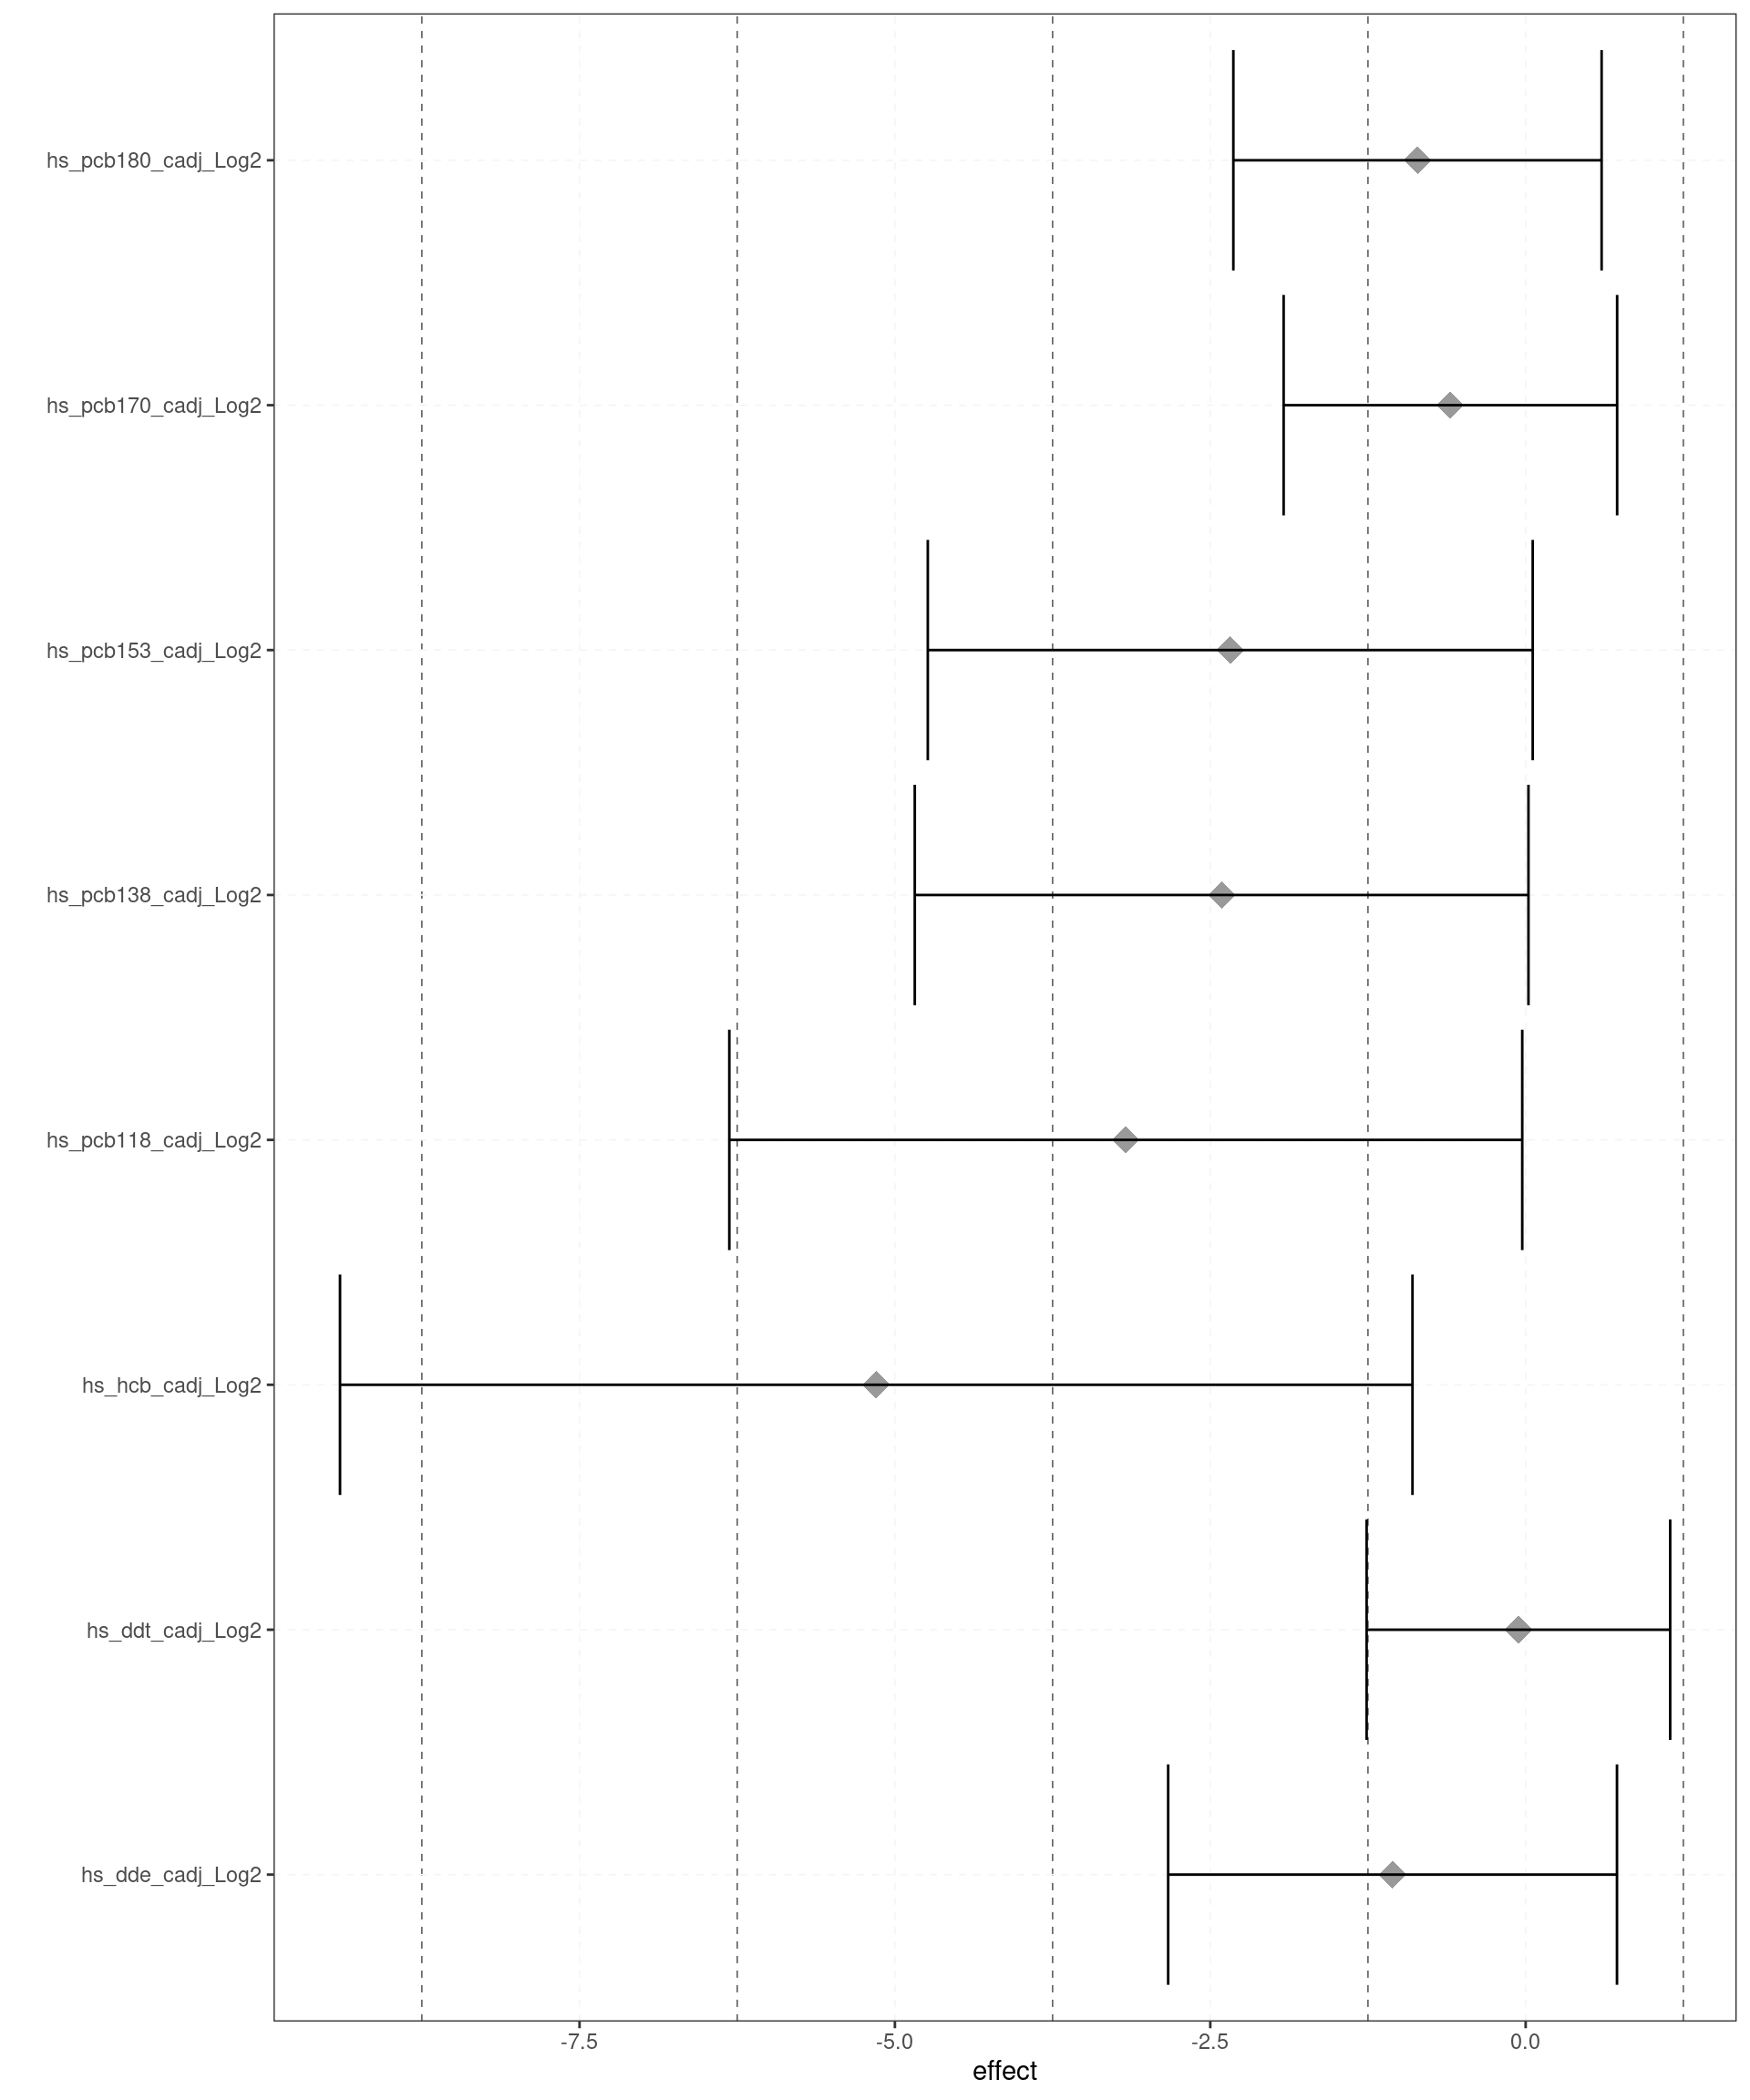 hs_pcb180_cadj_Log2
hs_pcb170_cadj_Log2
hs_pcb153_cadj_Log2
hs_pcb138_cadj_Log2
hs_pcb118_cadj_Log2
hs_hcb_cadj_Log2
hs_ddt_cadj_Log2
hs_dde_cadj_Log2
-7.5 -5.0 -2.5 0.0
effect